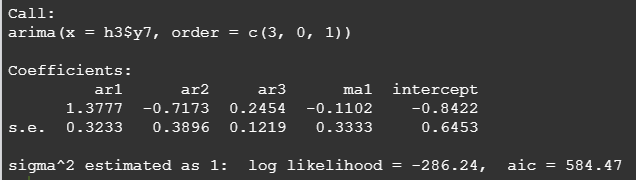 Call:
arima(x = h3$y7, order = c(3, 0, 1))
Coefficients:
ar1 ar2 ar3 ma1 intercept
1.3777 -0.7173 0.2454 -0.1102 -0.8422
s.e. 0.3233 0.3896 0.1219 0.3333 0.6453
sigma^2 estimated as 1: log likelihood = -286.24, aic = 584.47